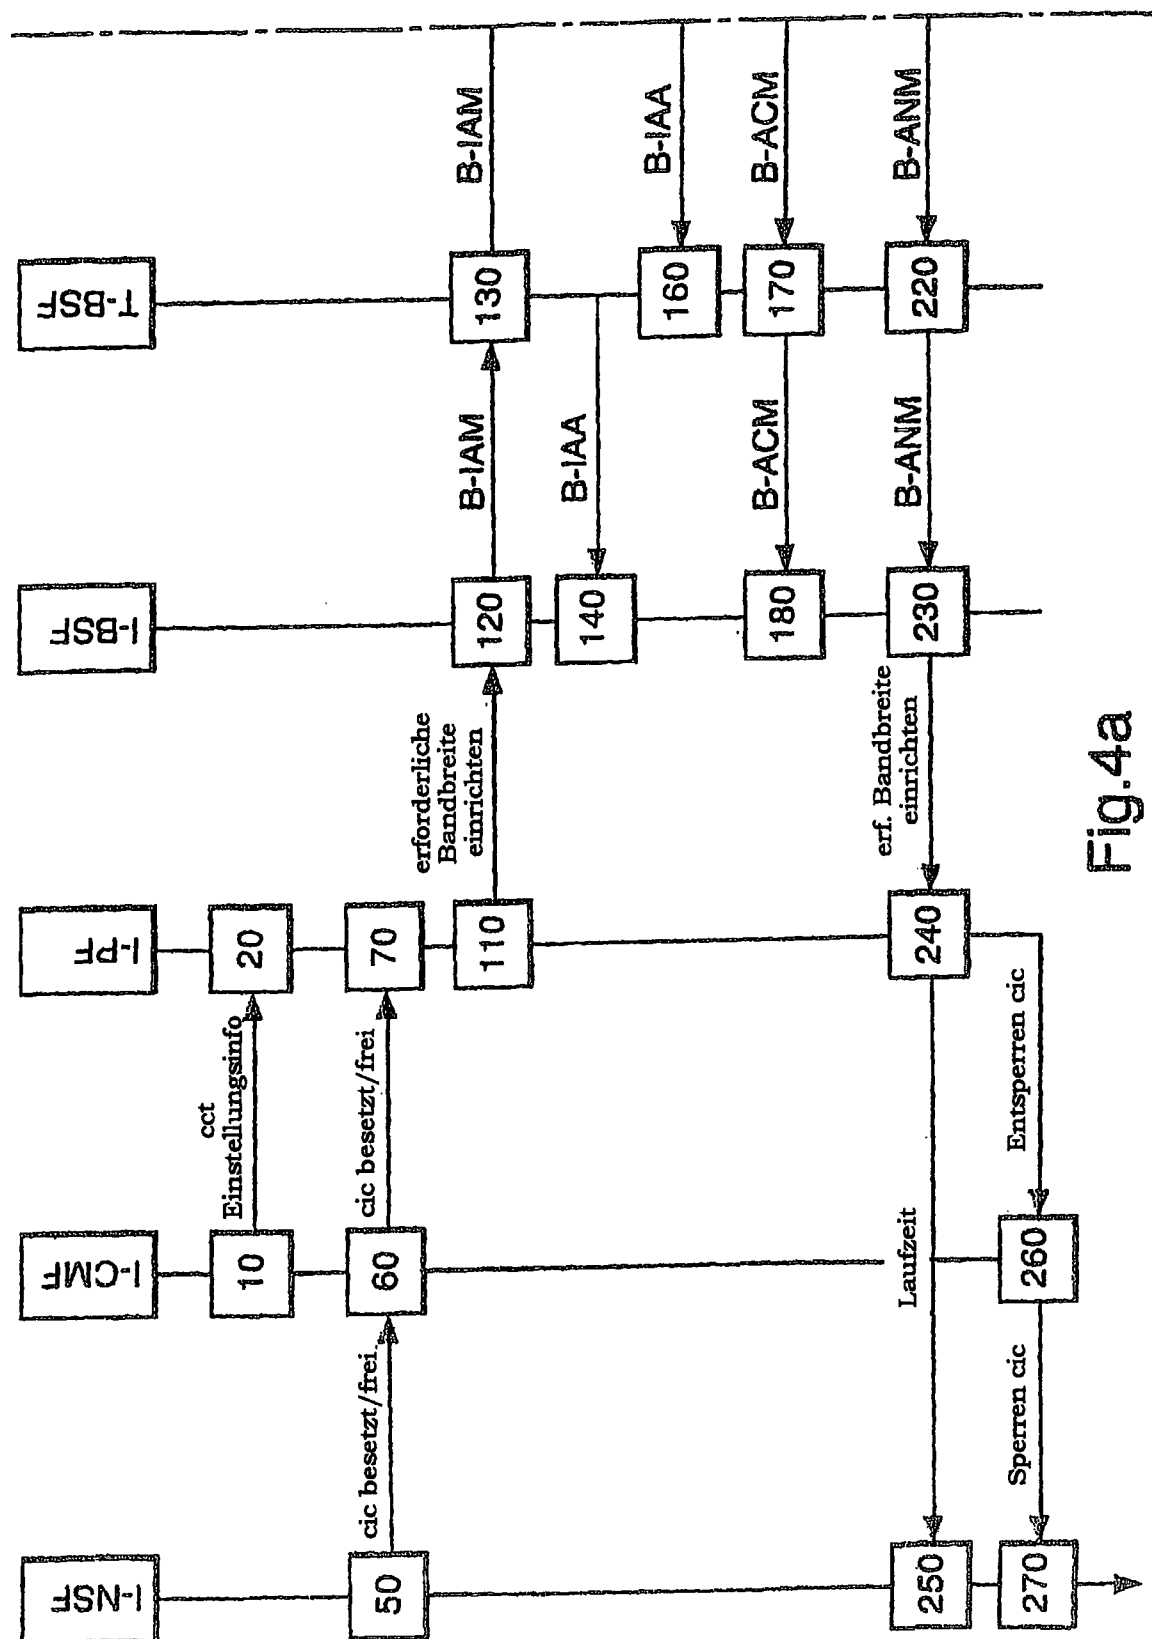 I-NSF
I-CMF
I-PF
I-BSF
T-BSF
10
cct
Einstellungsinfo
20
50
cic besetzt/frei
60
cic besetzt/frei
70
110
erforderliche
Bandbreite
einrichten
120
B-IAM
130
B-IAM
140
B-IAA
160
B-IAA
180
B-ACM
170
B-ACM
250
Laufzeit
240
erf. Bandbreite
einrichten
230
B-ANM
220
B-ANM
270
Sperren cic
260
Entsperren cic
Fig.4a